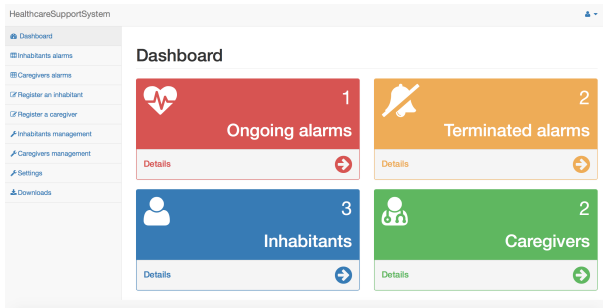 HealthcareSupportSystem
Dashboard
Inhabitants alarms
Caregivers alarms
Register an inhabitant
Register a caregiver
Inhabitants management
Caregivers management
Settings
Downloads
Dashboard
1
Ongoing alarms
Details
2
Terminated alarms
Details
3
Inhabitants
Details
2
Caregivers
Details